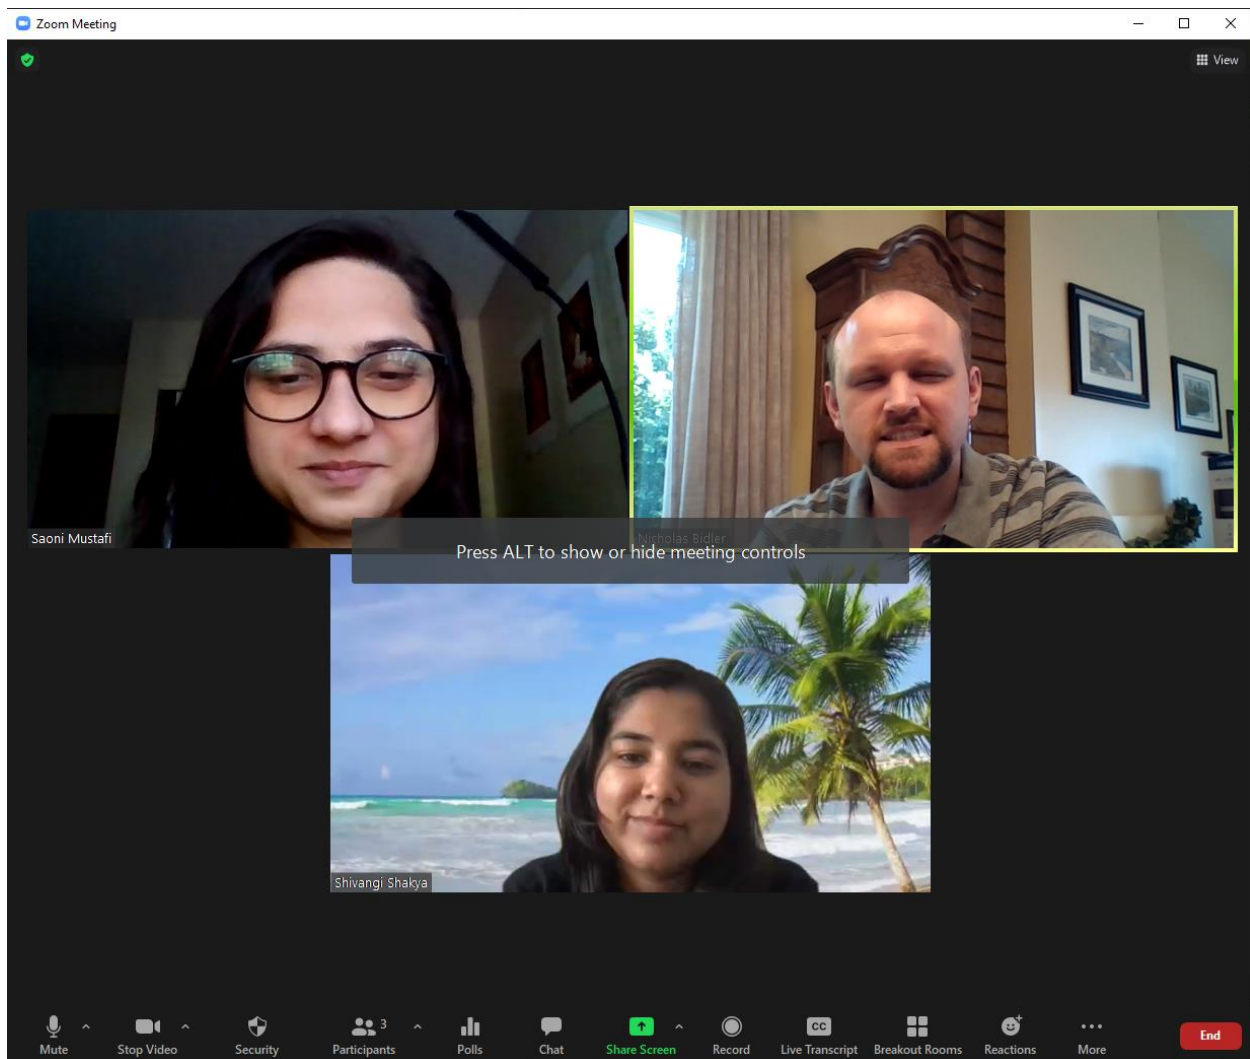 Zoom Meeting
View
Saoni Mustafi
Nicholas Bidler
Press ALT to show or hide meeting controls
Shivangi Shakya
3
Mute
Stop Video
Security
Participants
Polls
Chat
Share Screen
Record
CC
Live Transcript
Breakout Rooms
Reactions
More
End